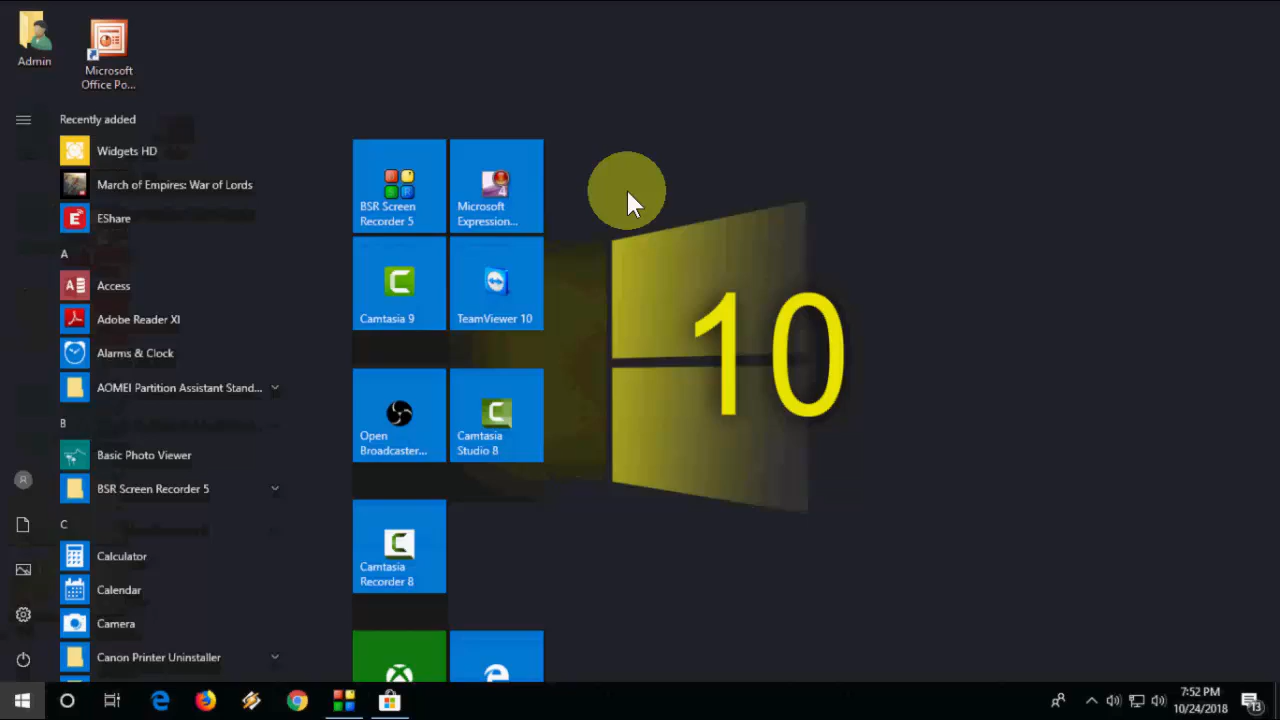 Admin
Microsoft
Office Po...
Recently added
Widgets HD
March of Empires: War of Lords
EShare
A
Access
Adobe Reader XI
Alarms & Clock
AOMEI Partition Assistant Stand...
B
Basic Photo Viewer
BSR Screen Recorder 5
C
Calculator
Calendar
Camera
Canon Printer Uninstaller
BSR Screen
Recorder 5
Microsoft
Expression...
Camtasia 9
TeamViewer 10
Open
Broadcaster...
Camtasia
Studio 8
Camtasia
Recorder 8
10
R
7:52 PM
10/24/2018
13